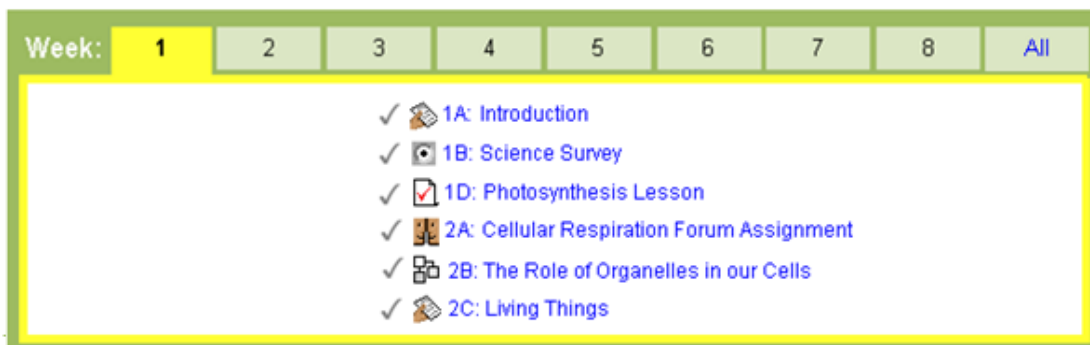 Week: 1 2 3 4 5 6 7 8 All
1A: Introduction
1B: Science Survey
1D: Photosynthesis Lesson
2A: Cellular Respiration Forum Assignment
2B: The Role of Organelles in our Cells
2C: Living Things